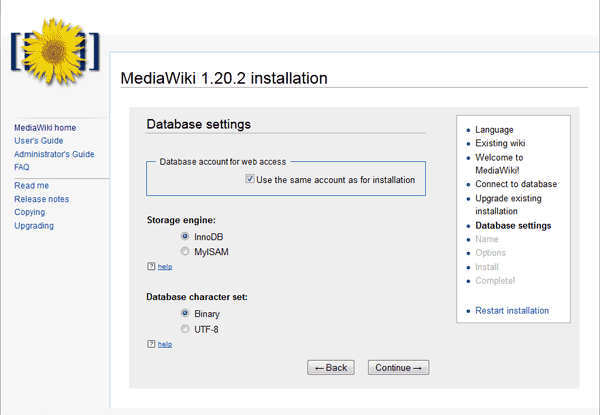 MediaWiki 1.20.2 installation
MediaWiki home
User's Guide
Administrator's Guide
FAQ
Read me
Release notes
Copying
Upgrading
Database settings
Database account for web access
Use the same account as for installation
Storage engine:
InnoDB
MyISAM
? help
Database character set:
Binary
UTF-8
? help
← Back
Continue →
Language
Existing wiki
Welcome to
MediaWiki!
Connect to database
Upgrade existing
installation
Database settings
Name
Options
Install
Complete!
Restart installation